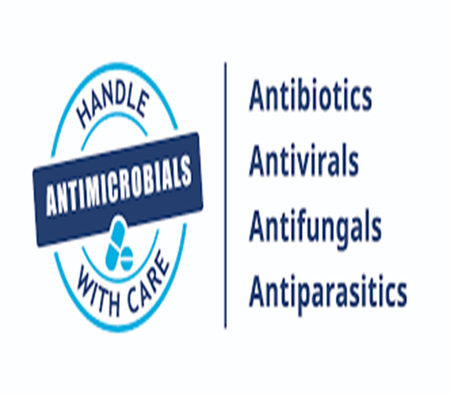 HANDLE
ANTIMICROBIALS
WITH CARE
Antibiotics
Antivirals
Antifungals
Antiparasitics